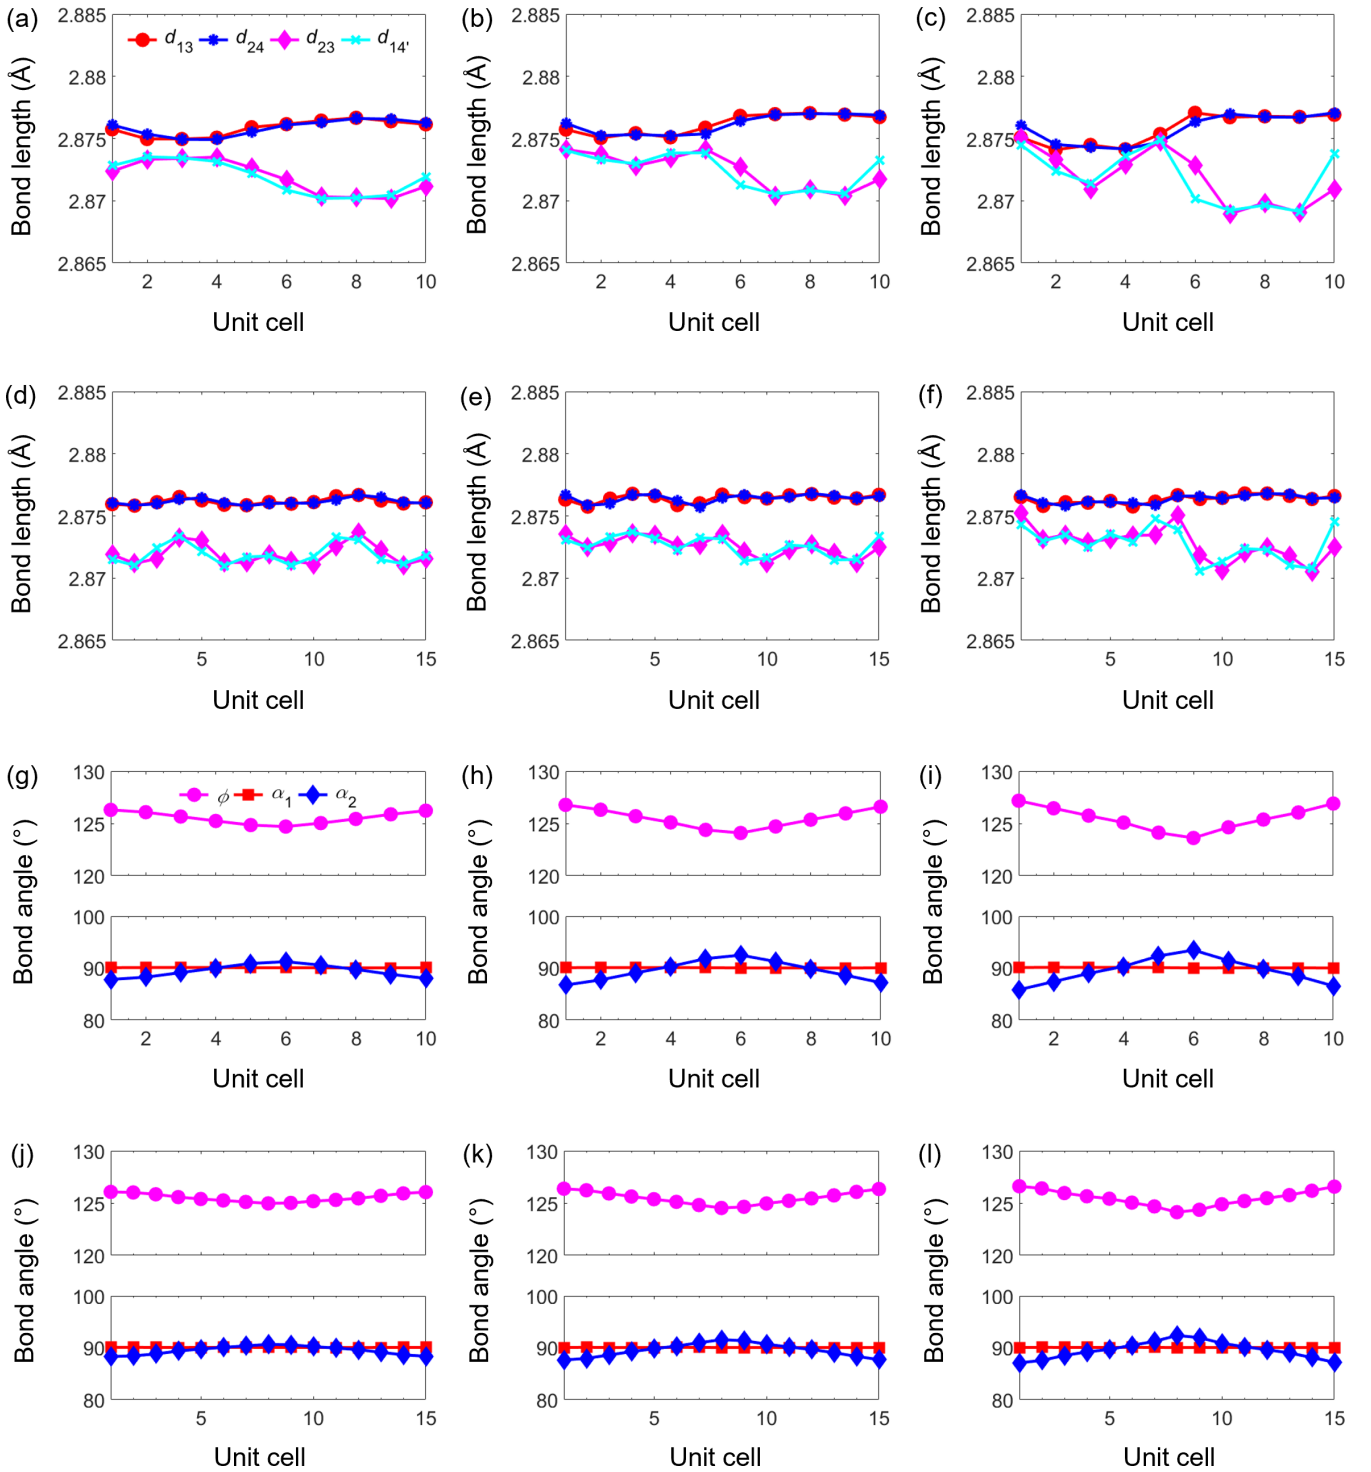 (a)
2.885
2.88
2.875
2.87
2.865
Bond length (Å)
d13 d24 d23 d14'
2 4 6 8 10
Unit cell
(b)
2.885
2.88
2.875
2.87
2.865
Bond length (Å)
2 4 6 8 10
Unit cell
(c)
2.885
2.88
2.875
2.87
2.865
Bond length (Å)
2 4 6 8 10
Unit cell
(d)
2.885
2.88
2.875
2.87
2.865
Bond length (Å)
5 10 15
Unit cell
(e)
2.885
2.88
2.875
2.87
2.865
Bond length (Å)
5 10 15
Unit cell
(f)
2.885
2.88
2.875
2.87
2.865
Bond length (Å)
5 10 15
Unit cell
(g)
130
125
120
100
90
80
Bond angle (°)
ϕ α1 α2
2 4 6 8 10
Unit cell
(h)
130
125
120
100
90
80
Bond angle (°)
2 4 6 8 10
Unit cell
(i)
130
125
120
100
90
80
Bond angle (°)
2 4 6 8 10
Unit cell
(j)
130
125
120
100
90
80
Bond angle (°)
5 10 15
Unit cell
(k)
130
125
120
100
90
80
Bond angle (°)
5 10 15
Unit cell
(l)
130
125
120
100
90
80
Bond angle (°)
5 10 15
Unit cell